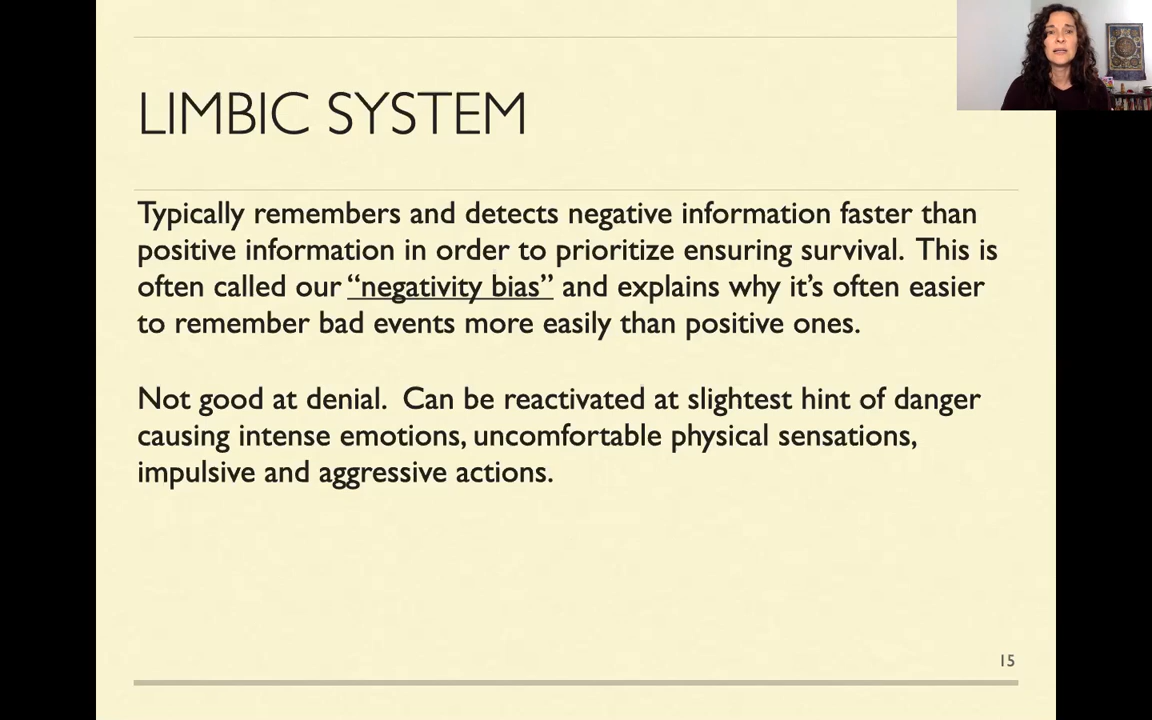 LIMBIC SYSTEM
Typically remembers and detects negative information faster than
positive information in order to prioritize ensuring survival.  This is
often called our “negativity bias” and explains why it’s often easier
to remember bad events more easily than positive ones.
Not good at denial.  Can be reactivated at slightest hint of danger
causing intense emotions, uncomfortable physical sensations,
impulsive and aggressive actions.
15